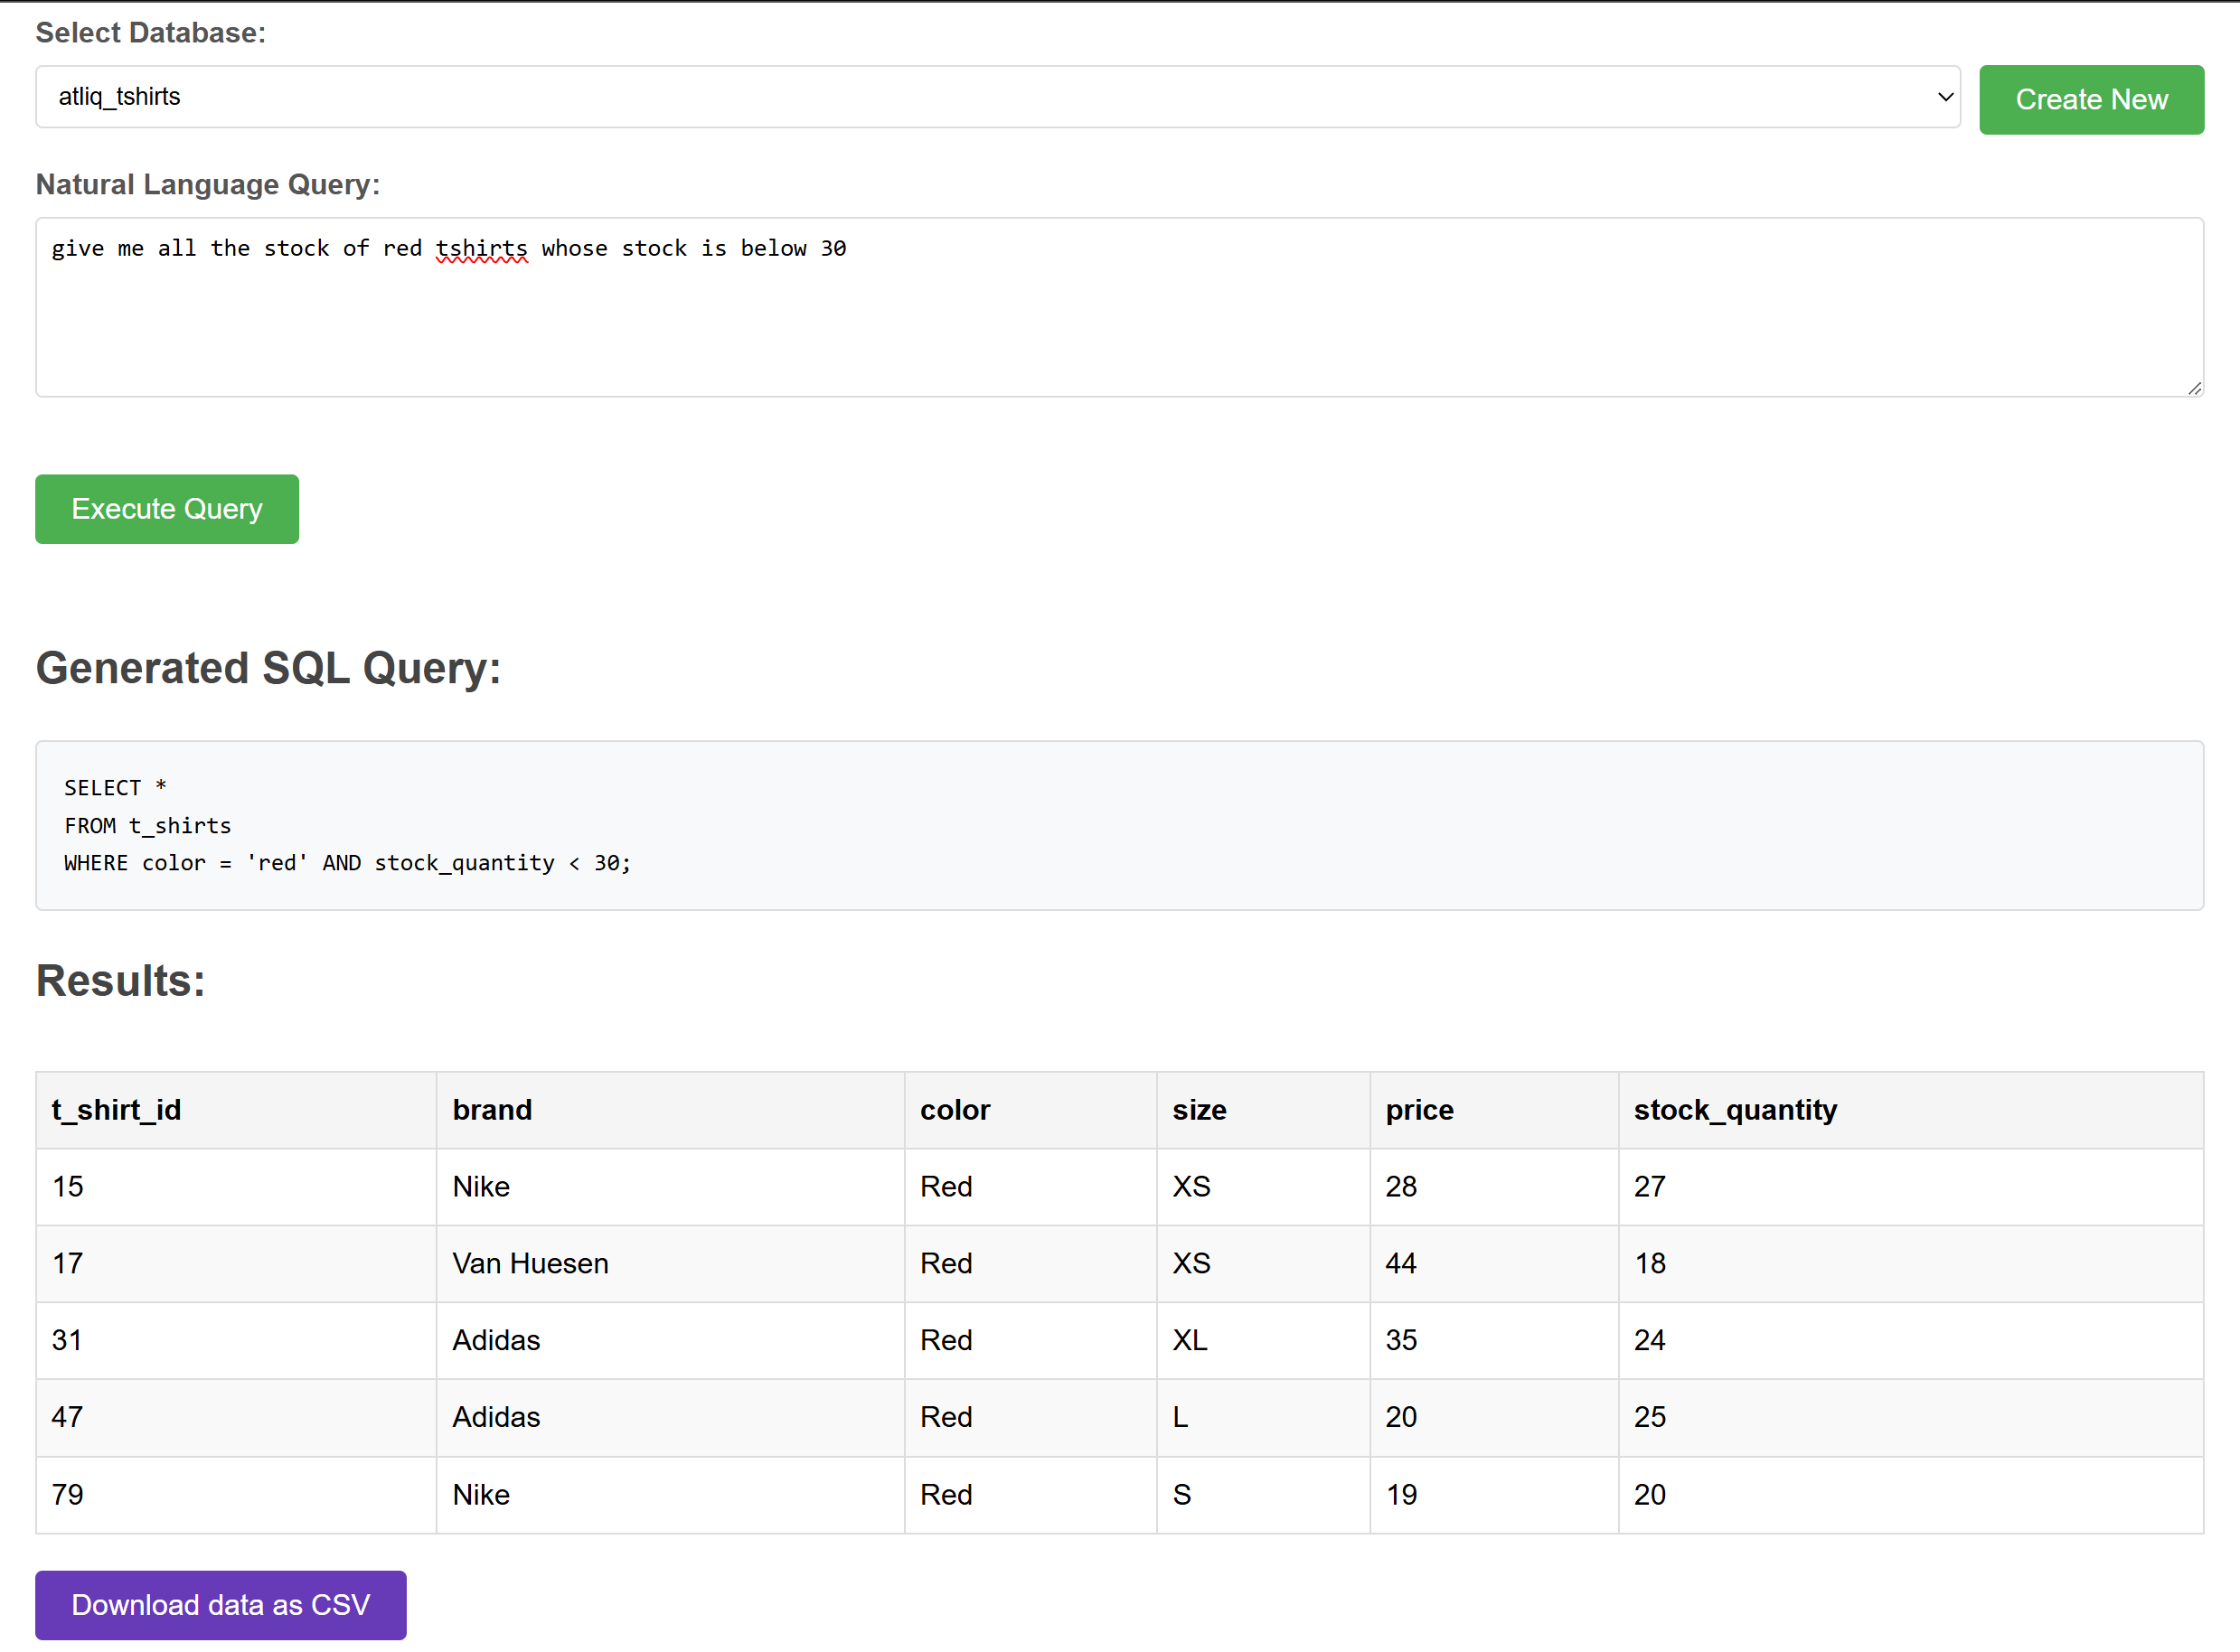 Select Database:
atliq_tshirts
Create New
Natural Language Query:
give me all the stock of red tshirts whose stock is below 30
Execute Query
Generated SQL Query:
SELECT *
FROM t_shirts
WHERE color = 'red' AND stock_quantity < 30;
Results:
t_shirt_id brand color size price stock_quantity
15 Nike Red XS 28 27
17 Van Huesen Red XS 44 18
31 Adidas Red XL 35 24
47 Adidas Red L 20 25
79 Nike Red S 19 20
Download data as CSV